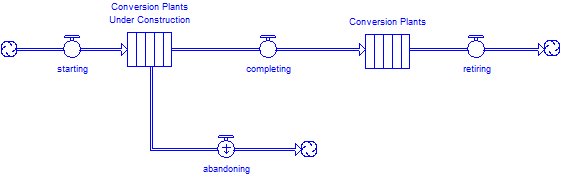 Conversion Plants
Under Construction
Conversion Plants
starting
completing
retiring
abandoning